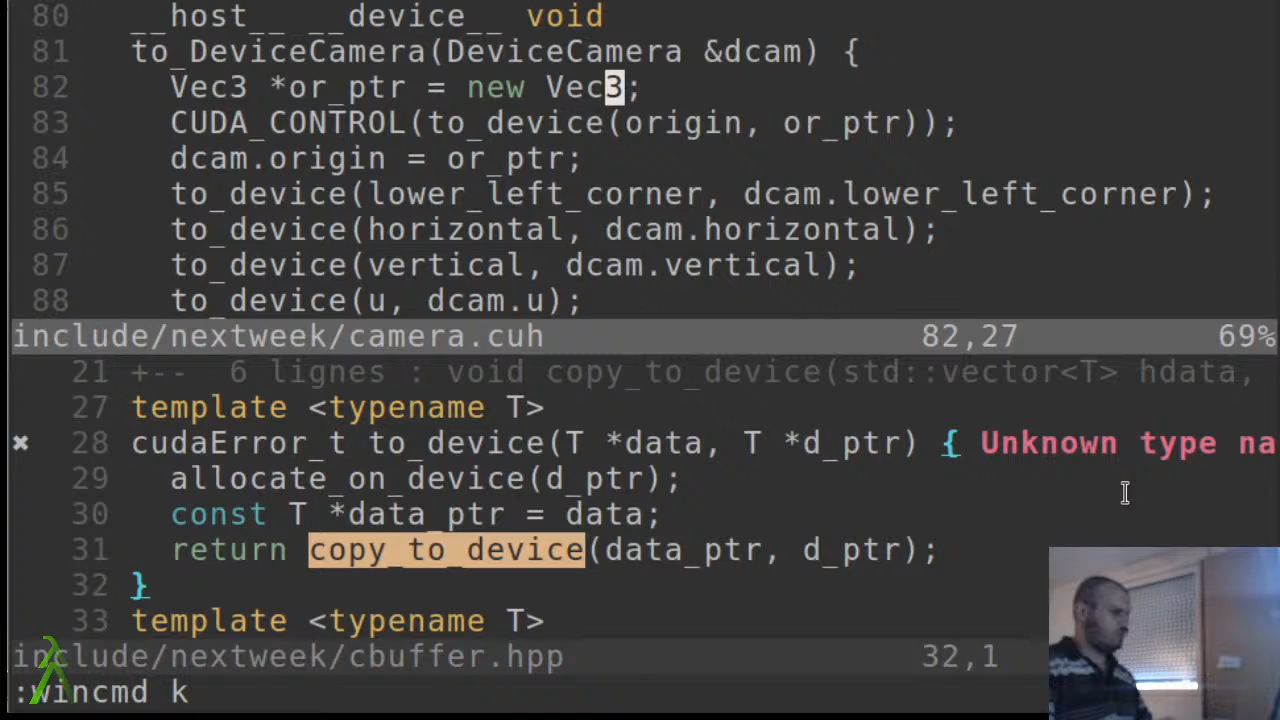 80 __host__ __device__ void
81 to_DeviceCamera(DeviceCamera &dcam) {
82 Vec3 *or_ptr = new Vec3;
83 CUDA_CONTROL(to_device(origin, or_ptr));
84 dcam.origin = or_ptr;
85 to_device(lower_left_corner, dcam.lower_left_corner);
86 to_device(horizontal, dcam.horizontal);
87 to_device(vertical, dcam.vertical);
88 to_device(u, dcam.u);
include/nextweek/camera.cuh 82,27 69%
21 +-- 6 lignes : void copy_to_device(std::vector<T> hdata,
27 template <typename T>
✖ 28 cudaError_t to_device(T *data, T *d_ptr) { Unknown type na
29 allocate_on_device(d_ptr);
30 const T *data_ptr = data;
31 return copy_to_device(data_ptr, d_ptr);
32 }
33 template <typename T>
include/nextweek/cbuffer.hpp 32,1
:wincmd k